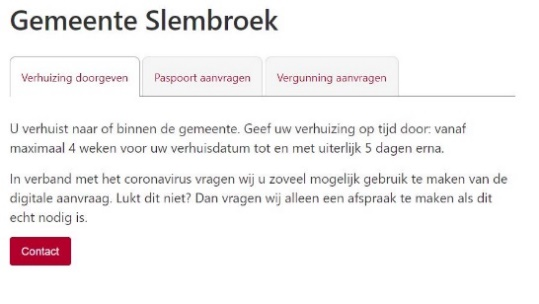 Gemeente Slembroek
Verhuizing doorgeven Paspoort aanvragen Vergunning aanvragen
U verhuist naar of binnen de gemeente. Geef uw verhuizing op tijd door: vanaf
maximaal 4 weken voor uw verhuisdatum tot en met uiterlijk 5 dagen erna.
In verband met het coronavirus vragen wij u zoveel mogelijk gebruik te maken van de
digitale aanvraag. Lukt dit niet? Dan vragen wij alleen een afspraak te maken als dit
echt nodig is.
Contact